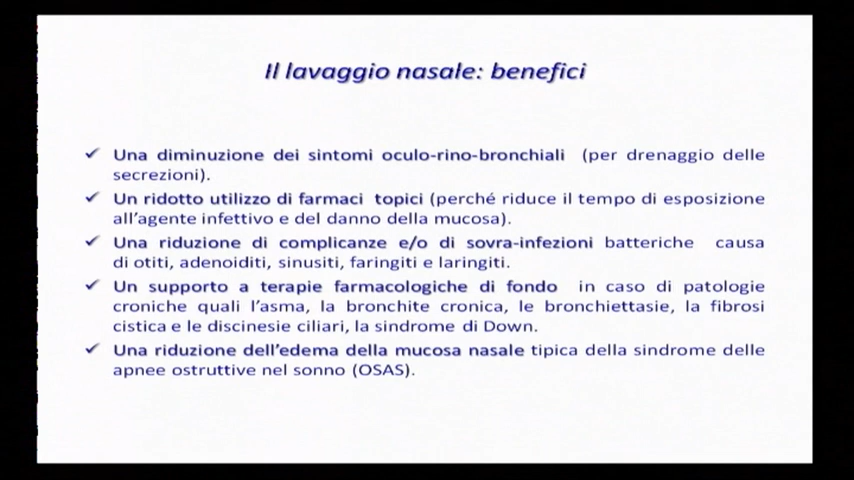 Il lavaggio nasale: benefici
✓ Una diminuzione dei sintomi oculo-rino-bronchiali (per drenaggio delle
secrezioni).
✓ Un ridotto utilizzo di farmaci topici (perché riduce il tempo di esposizione
all'agente infettivo e del danno della mucosa).
✓ Una riduzione di complicanze e/o di sovra-infezioni batteriche causa
di otiti, adenoiditi, sinusiti, faringiti e laringiti.
✓ Un supporto a terapie farmacologiche di fondo in caso di patologie
croniche quali l'asma, la bronchite cronica, le bronchiettasie, la fibrosi
cistica e le discinesie ciliari, la sindrome di Down.
✓ Una riduzione dell'edema della mucosa nasale tipica della sindrome delle
apnee ostruttive nel sonno (OSAS).